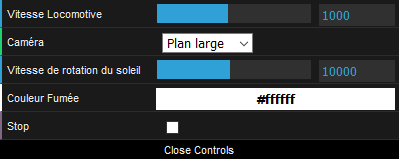 Vitesse Locomotive 1000
Caméra Plan large
Vitesse de rotation du soleil 10000
Couleur Fumée #ffffff
Stop
Close Controls